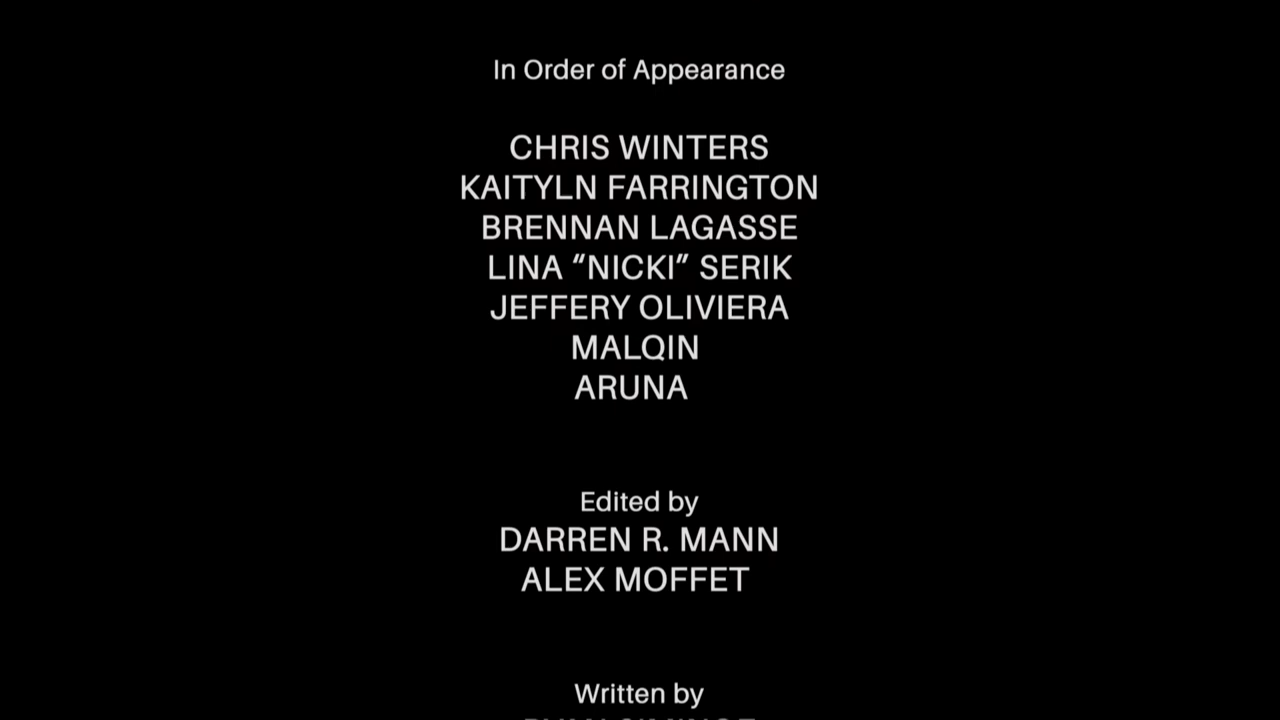 In Order of Appearance
CHRIS WINTERS
KAITYLN FARRINGTON
BRENNAN LAGASSE
LINA “NICKI” SERIK
JEFFERY OLIVIERA
MALQIN
ARUNA
Edited by
DARREN R. MANN
ALEX MOFFET
Written by